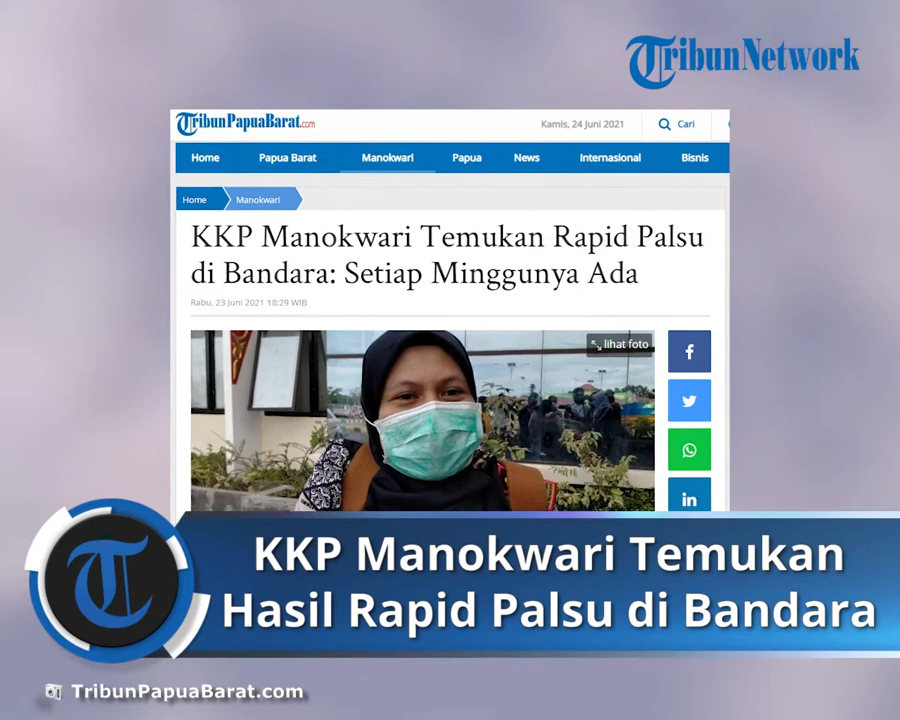 TribunNetwork
TribunPapuaBarat.com
Kamis, 24 Juni 2021
Cari
Home Papua Barat Manokwari Papua News Internasional Bisnis
Home Manokwari
KKP Manokwari Temukan Rapid Palsu
di Bandara: Setiap Minggunya Ada
Rabu, 23 Juni 2021 18:29 WIB
lihat foto
KKP Manokwari Temukan
Hasil Rapid Palsu di Bandara
TribunPapuaBarat.com